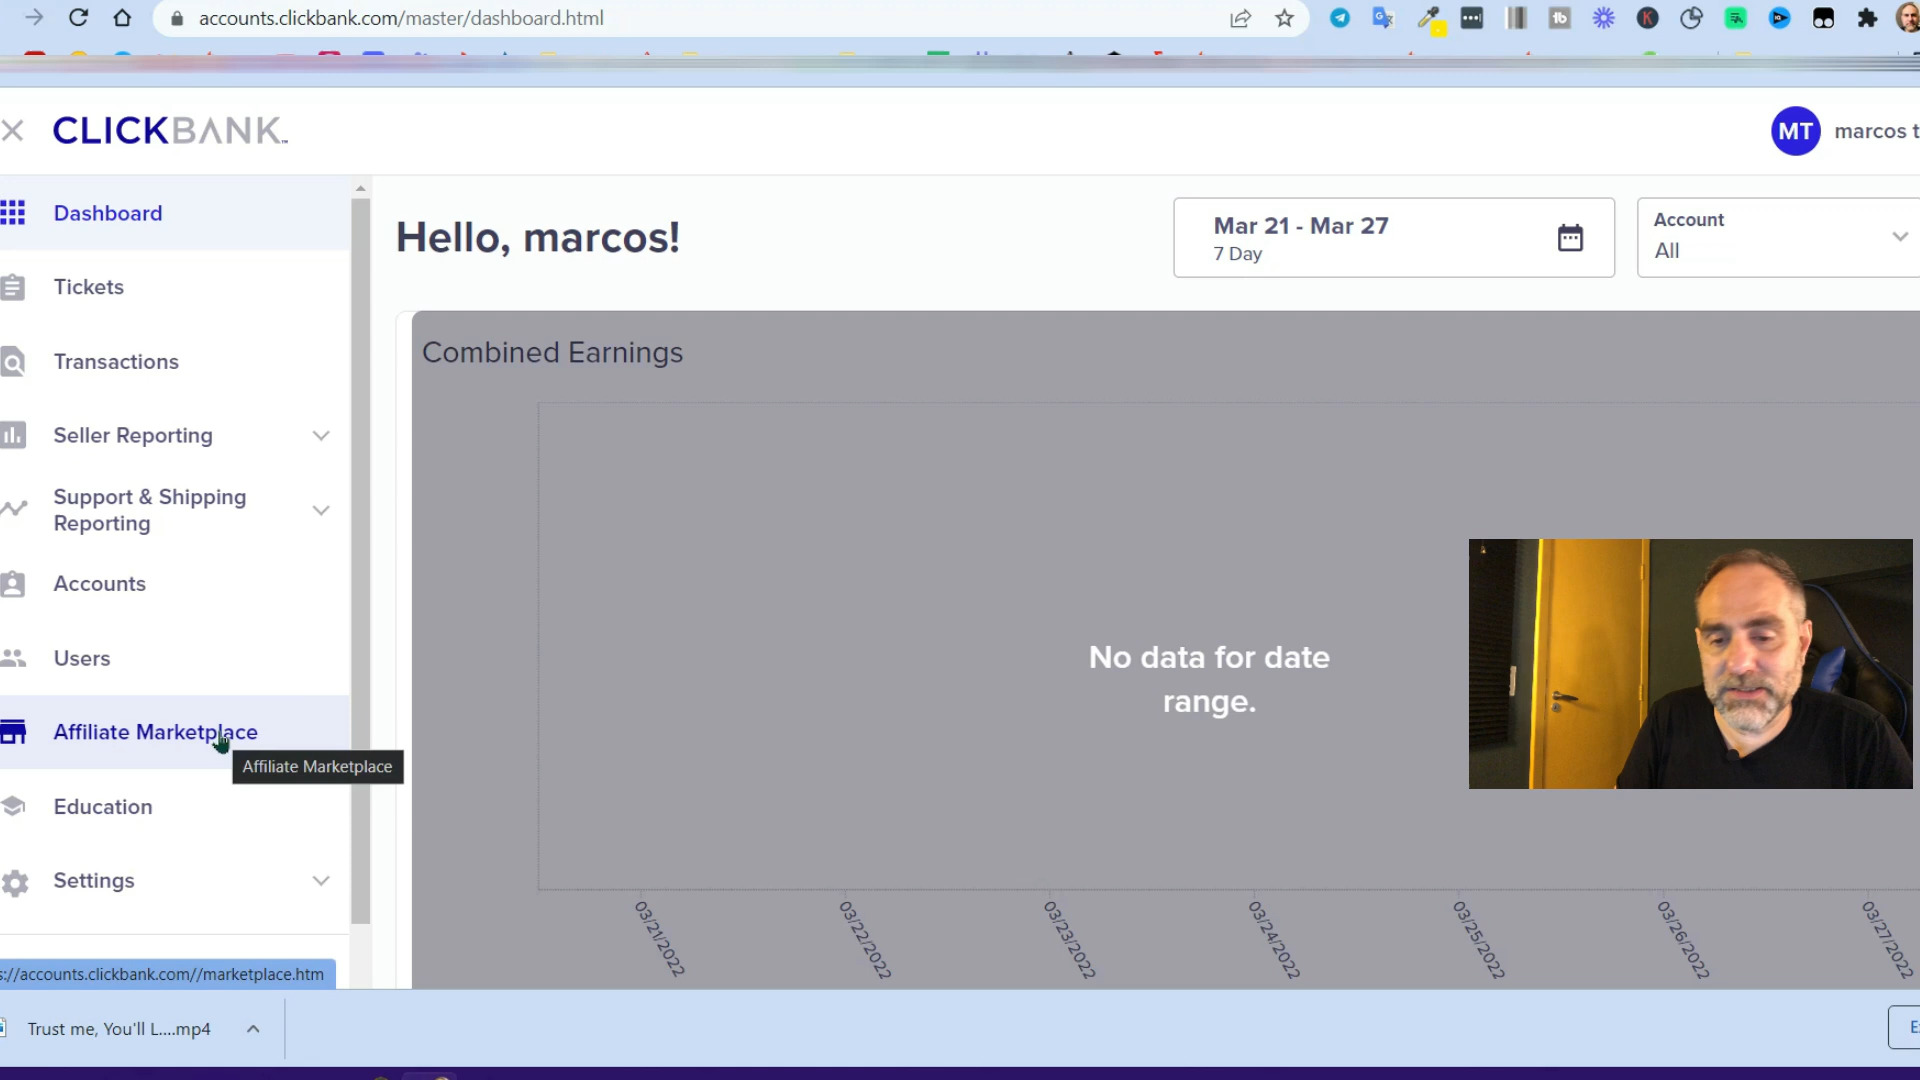 accounts.clickbank.com/master/dashboard.html
CLICKBANK
MT
marcos t
Dashboard
Tickets
Transactions
Seller Reporting
Support & Shipping
Reporting
Accounts
Users
Affiliate Marketplace
Affiliate Marketplace
Education
Settings
Hello, marcos!
Mar 21 - Mar 27
7 Day
Account
All
Combined Earnings
No data for date
range.
03/21/2022
03/22/2022
03/23/2022
03/24/2022
03/25/2022
03/26/2022
03/27/2022
s://accounts.clickbank.com//marketplace.htm
Trust me, You'll L....mp4